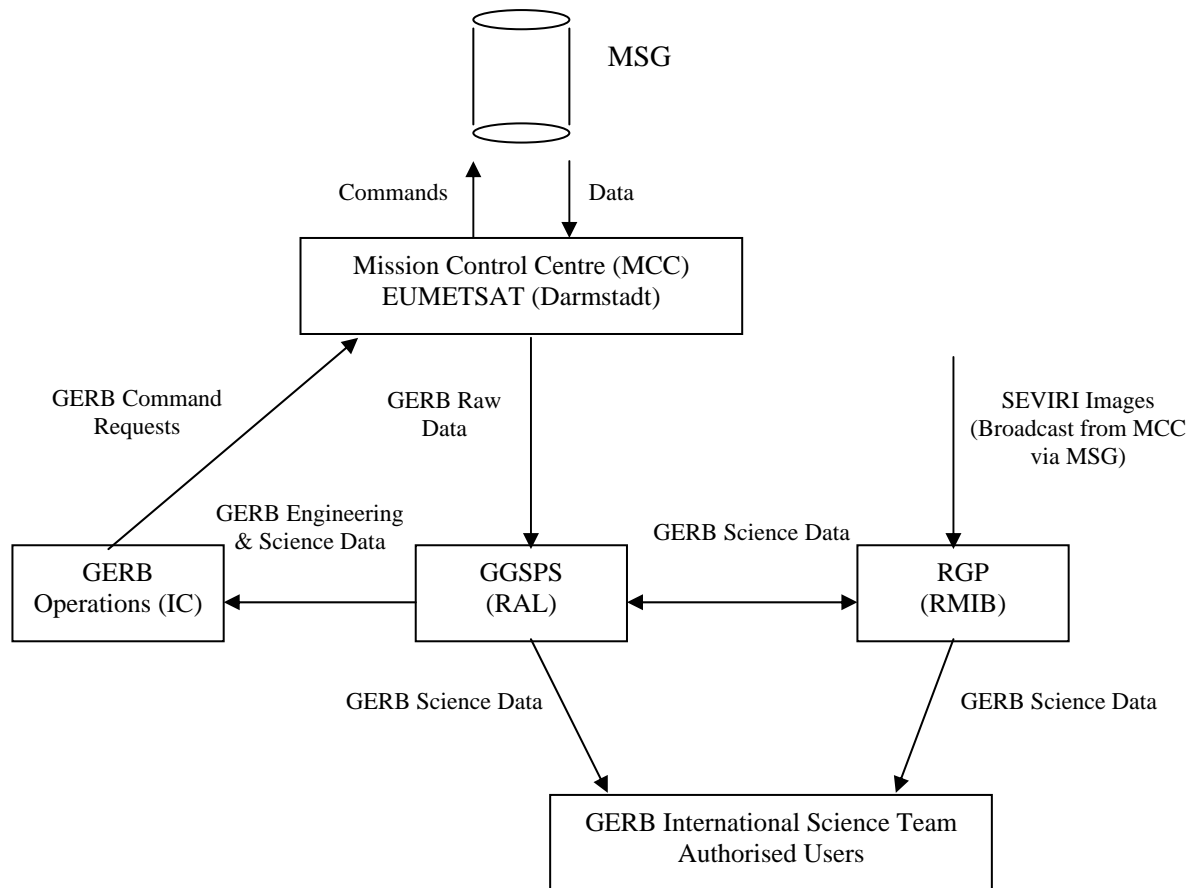 MSG
Commands
Data
Mission Control Centre (MCC)
EUMETSAT (Darmstadt)
GERB Command
Requests
GERB Raw
Data
SEVIRI Images
(Broadcast from MCC
via MSG)
GERB Engineering
& Science Data
GERB Science Data
GERB
Operations (IC)
GGSPS
(RAL)
RGP
(RMIB)
GERB Science Data
GERB Science Data
GERB International Science Team
Authorised Users